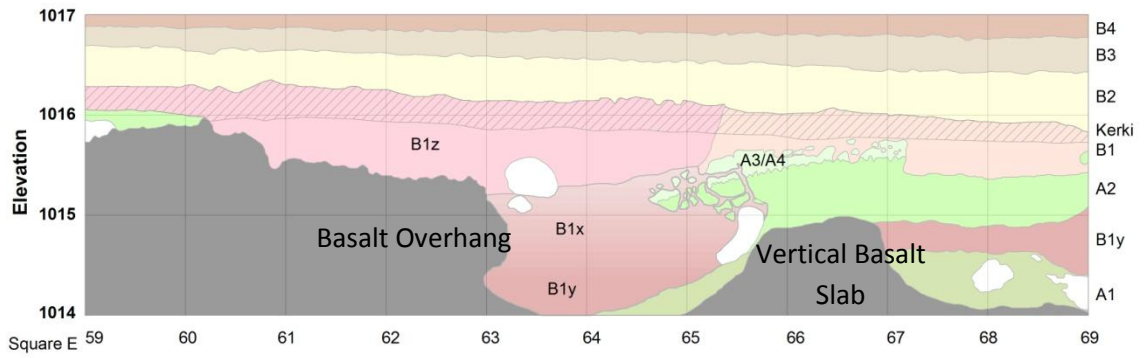 1017
B4
B3
B2
1016
Kerki
B1z
B1
A3/A4
A2
Elevation
1015
Basalt Overhang
B1x
Vertical Basalt
Slab
B1y
B1y
A1
1014
Square E 59 60 61 62 63 64 65 66 67 68 69